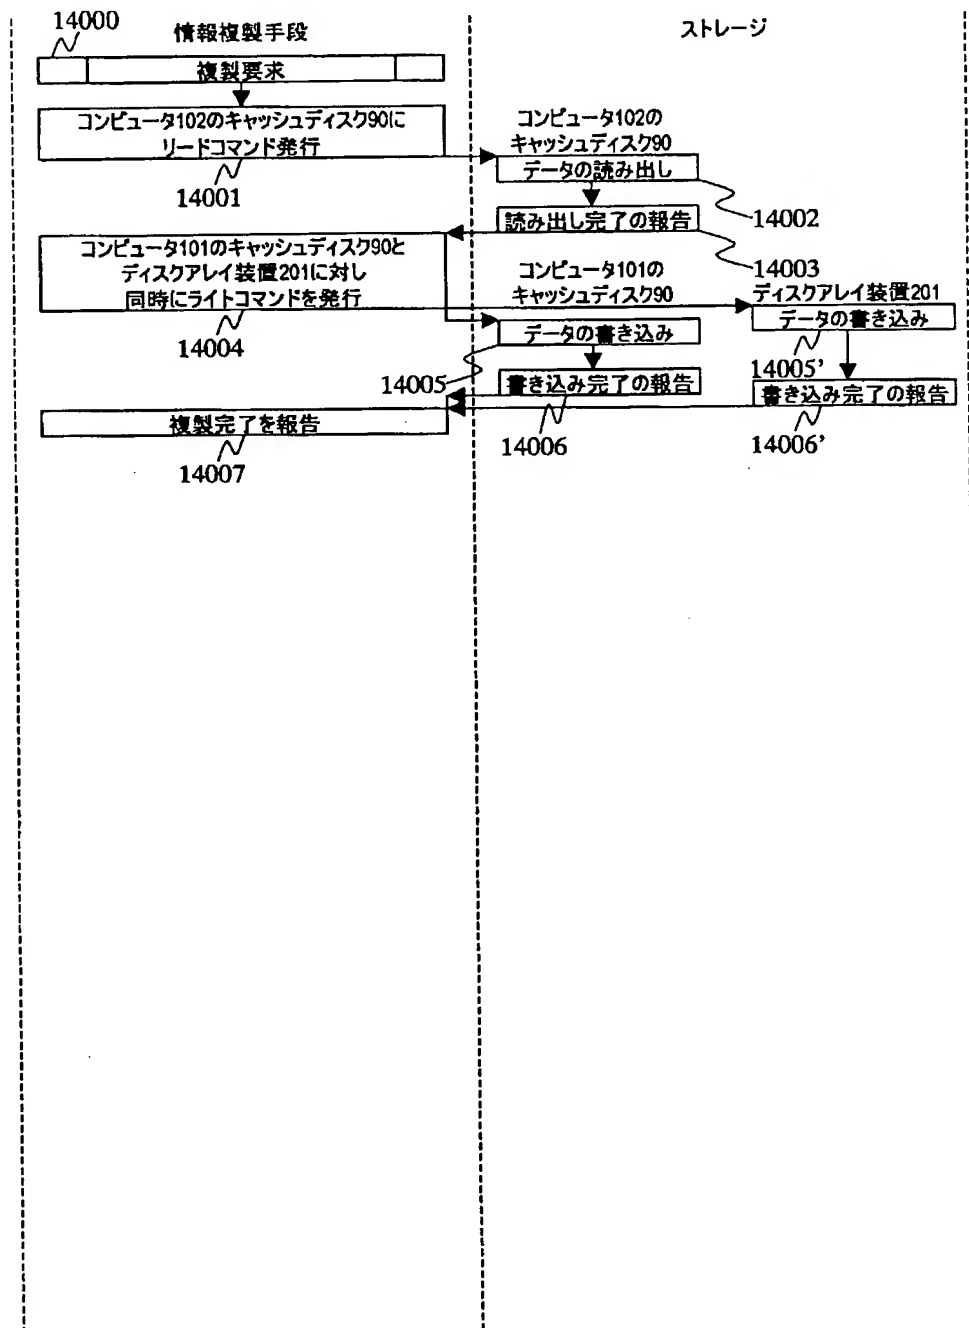 14000
情報複製手段
ストレージ
複製要求
コンピュータ102のキャッシュディスク90に
リードコマンド発行
14001
コンピュータ102の
キャッシュディスク90
データの読み出し
14002
読み出し完了の報告
14003
コンピュータ101のキャッシュディスク90と
ディスクアレイ装置201に対し
同時にライトコマンドを発行
14004
コンピュータ101の
キャッシュディスク90
ディスクアレイ装置201
データの書き込み
データの書き込み
14005
14005’
書き込み完了の報告
書き込み完了の報告
14006
14006’
複製完了を報告
14007